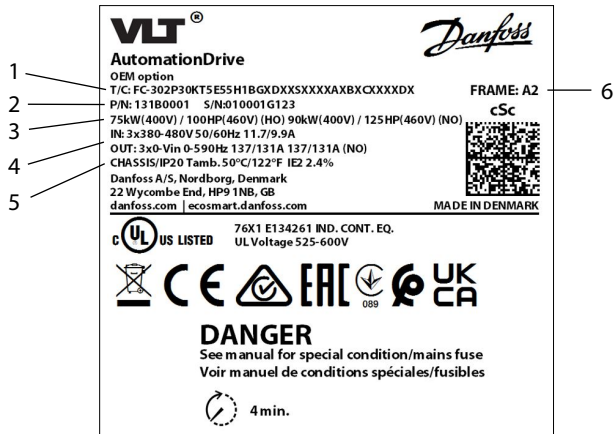 VLT®
Danfoss
AutomationDrive
OEM option
1
T/C: FC-302P30KT5E55H1BGXDXXSXXXXAXBXCXXXXDX
FRAME: A2
6
2
P/N: 131B0001 S/N:010001G123
cSc
3
75kW(400V) / 100HP(460V) (HO) 90kW(400V) / 125HP(460V) (NO)
4
IN: 3x380-480V 50/60Hz 11.7/9.9A
OUT: 3x0-Vin 0-590Hz 137/131A 137/131A (NO)
5
CHASSIS/IP20 Tamb. 50°C/122°F IE2 2.4%
Danfoss A/S, Nordborg, Denmark
22 Wycombe End, HP9 1NB, GB
danfoss.com | ecosmart.danfoss.com
MADE IN DENMARK
c UL US LISTED
76X1 E134261 IND. CONT. EQ.
UL Voltage 525-600V
CE EAC 089 UK CA
DANGER
See manual for special condition/mains fuse
Voir manuel de conditions spéciales/fusibles
4 min.